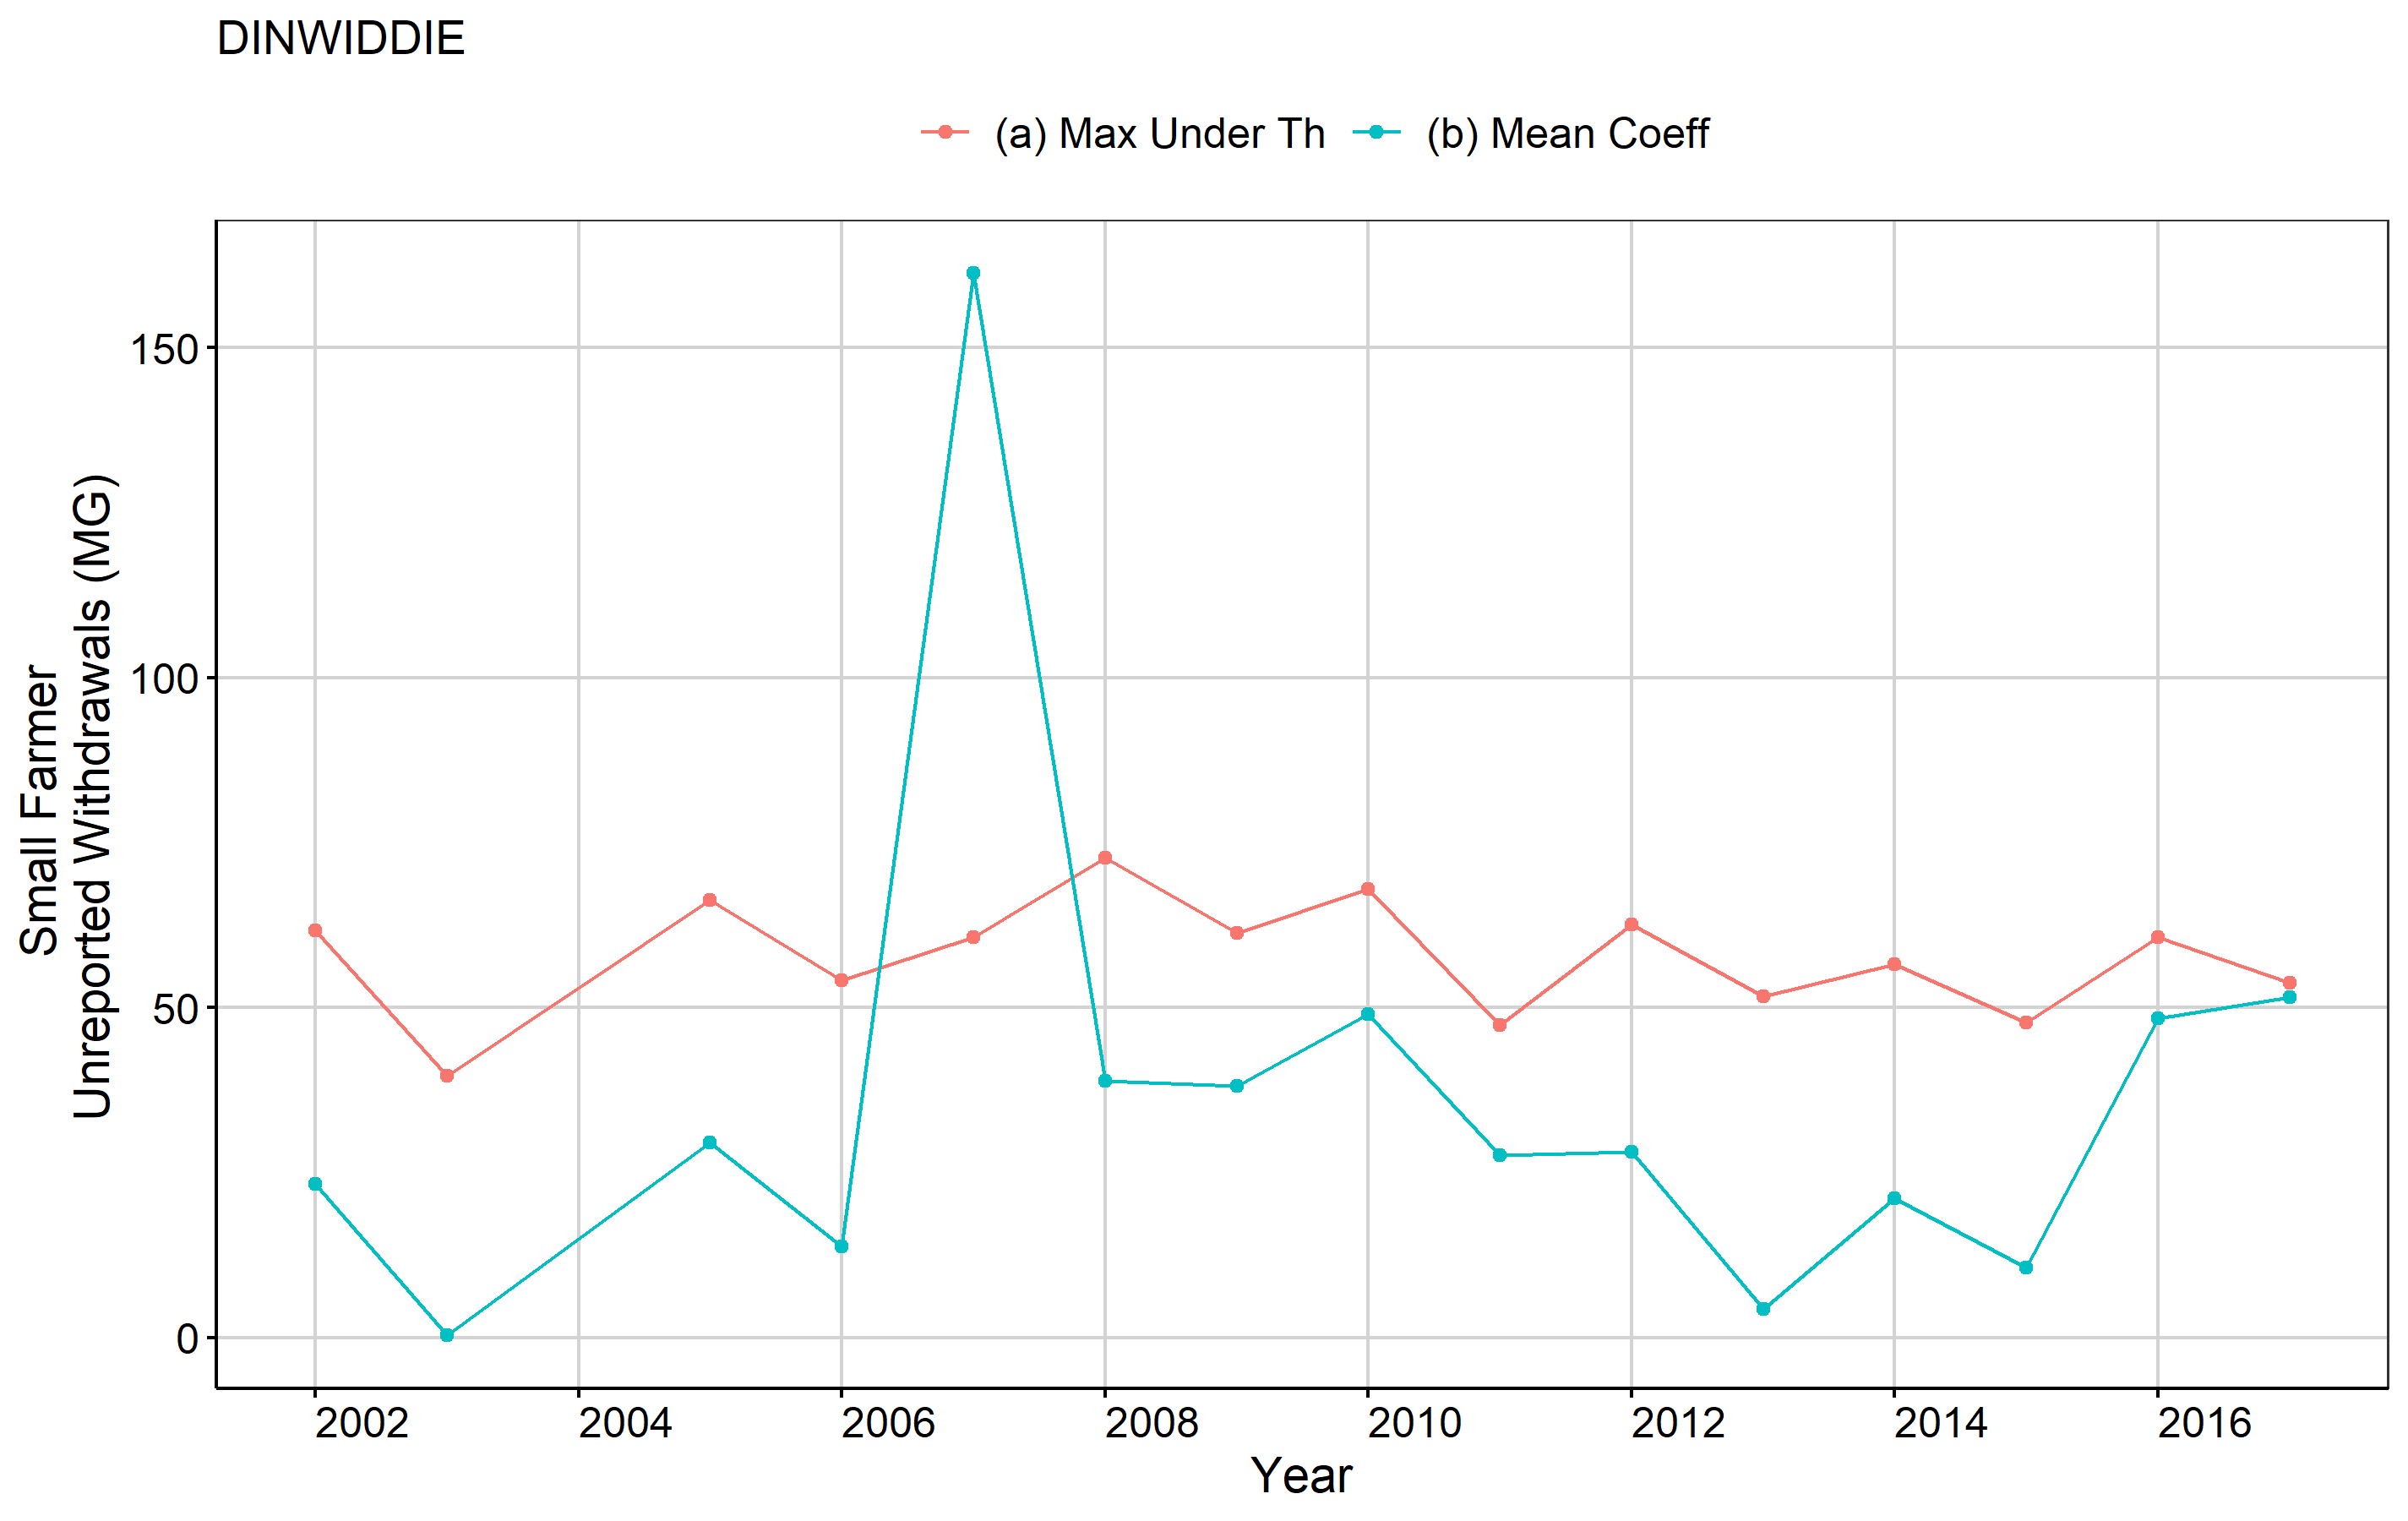 DINWIDDIE
(a) Max Under Th (b) Mean Coeff
Small Farmer
Unreported Withdrawals (MG)
150
100
50
0
2002 2004 2006 2008 2010 2012 2014 2016
Year